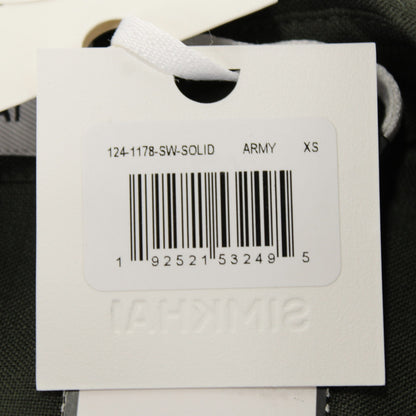 124-1178-SW-SOLID ARMY XS
1 92521 53249 5
SIMKHAI